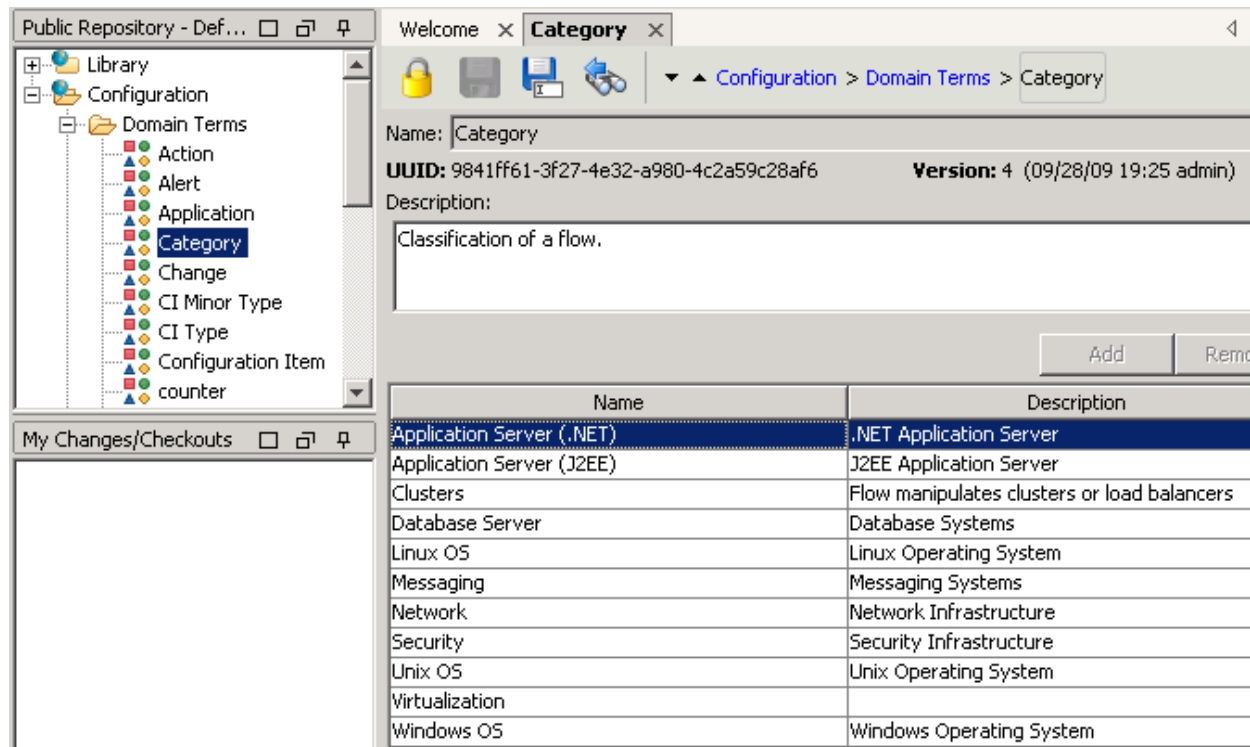 Public Repository - Def...
Library
Configuration
Domain Terms
Action
Alert
Application
Category
Change
CI Minor Type
CI Type
Configuration Item
counter
My Changes/Checkouts
Welcome Category
Configuration > Domain Terms > Category
Name: Category
UUID: 9841ff61-3f27-4e32-a980-4c2a59c28af6 Version: 4 (09/28/09 19:25 admin)
Description:
Classification of a flow.
Add Remo
Name Description
Application Server (.NET) .NET Application Server
Application Server (J2EE) J2EE Application Server
Clusters Flow manipulates clusters or load balancers
Database Server Database Systems
Linux OS Linux Operating System
Messaging Messaging Systems
Network Network Infrastructure
Security Security Infrastructure
Unix OS Unix Operating System
Virtualization
Windows OS Windows Operating System